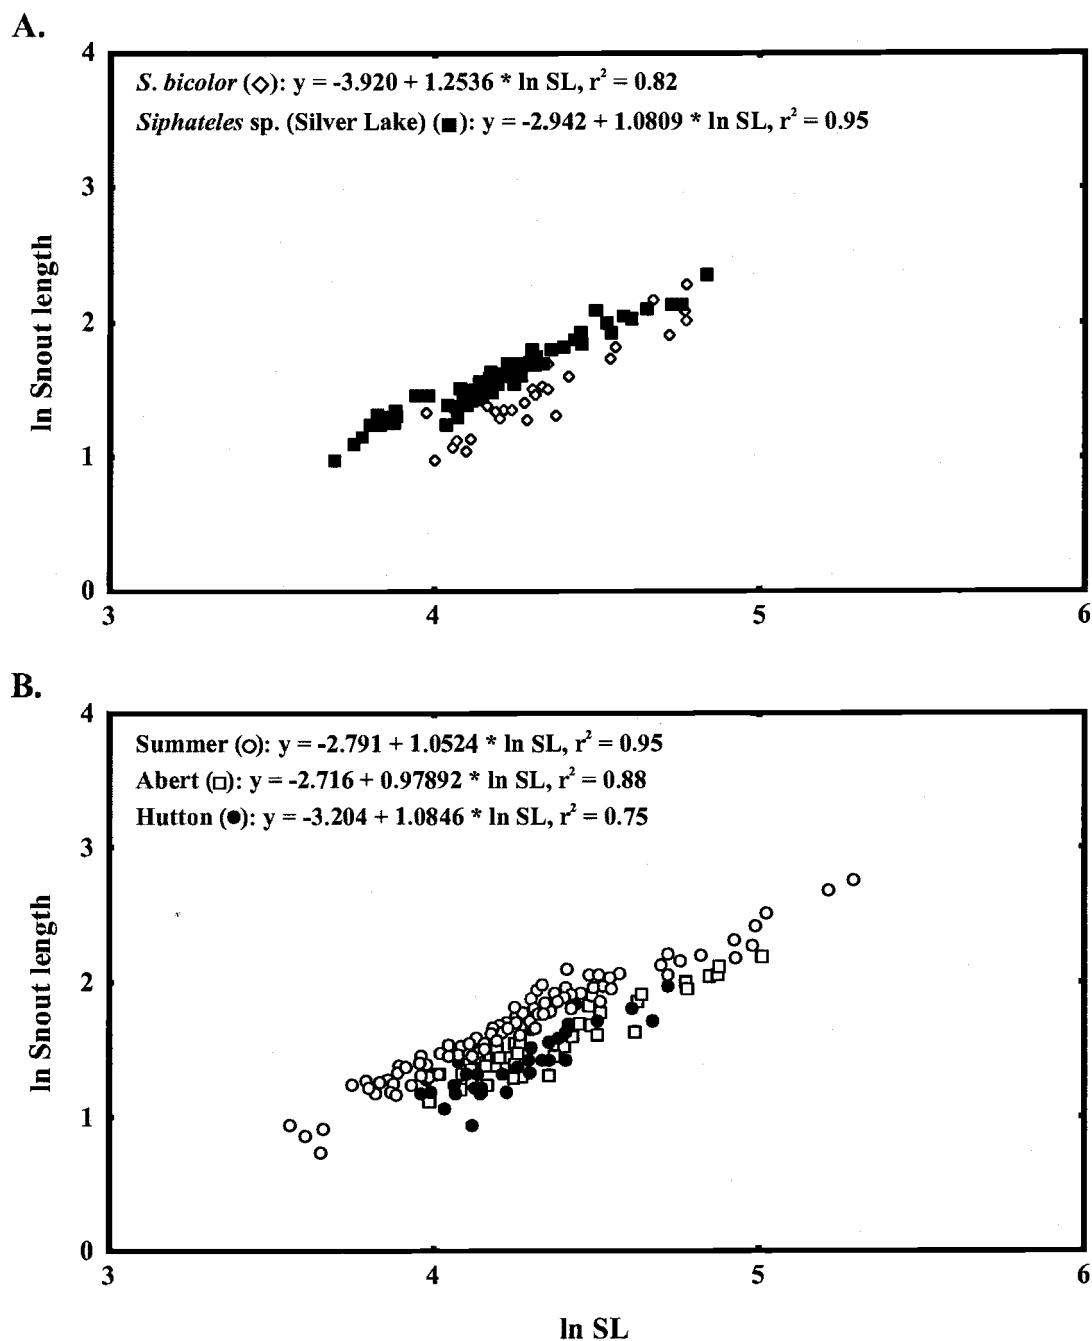 A.
4
S. bicolor (◇): y = -3.920 + 1.2536 * ln SL, r² = 0.82
Siphateles sp. (Silver Lake) (■): y = -2.942 + 1.0809 * ln SL, r² = 0.95
3
ln Snout length
2
1
0
3 4 5 6
B.
4
Summer (○): y = -2.791 + 1.0524 * ln SL, r² = 0.95
Abert (□): y = -2.716 + 0.97892 * ln SL, r² = 0.88
Hutton (●): y = -3.204 + 1.0846 * ln SL, r² = 0.75
3
ln Snout length
2
1
0
3 4 5 6
ln SL